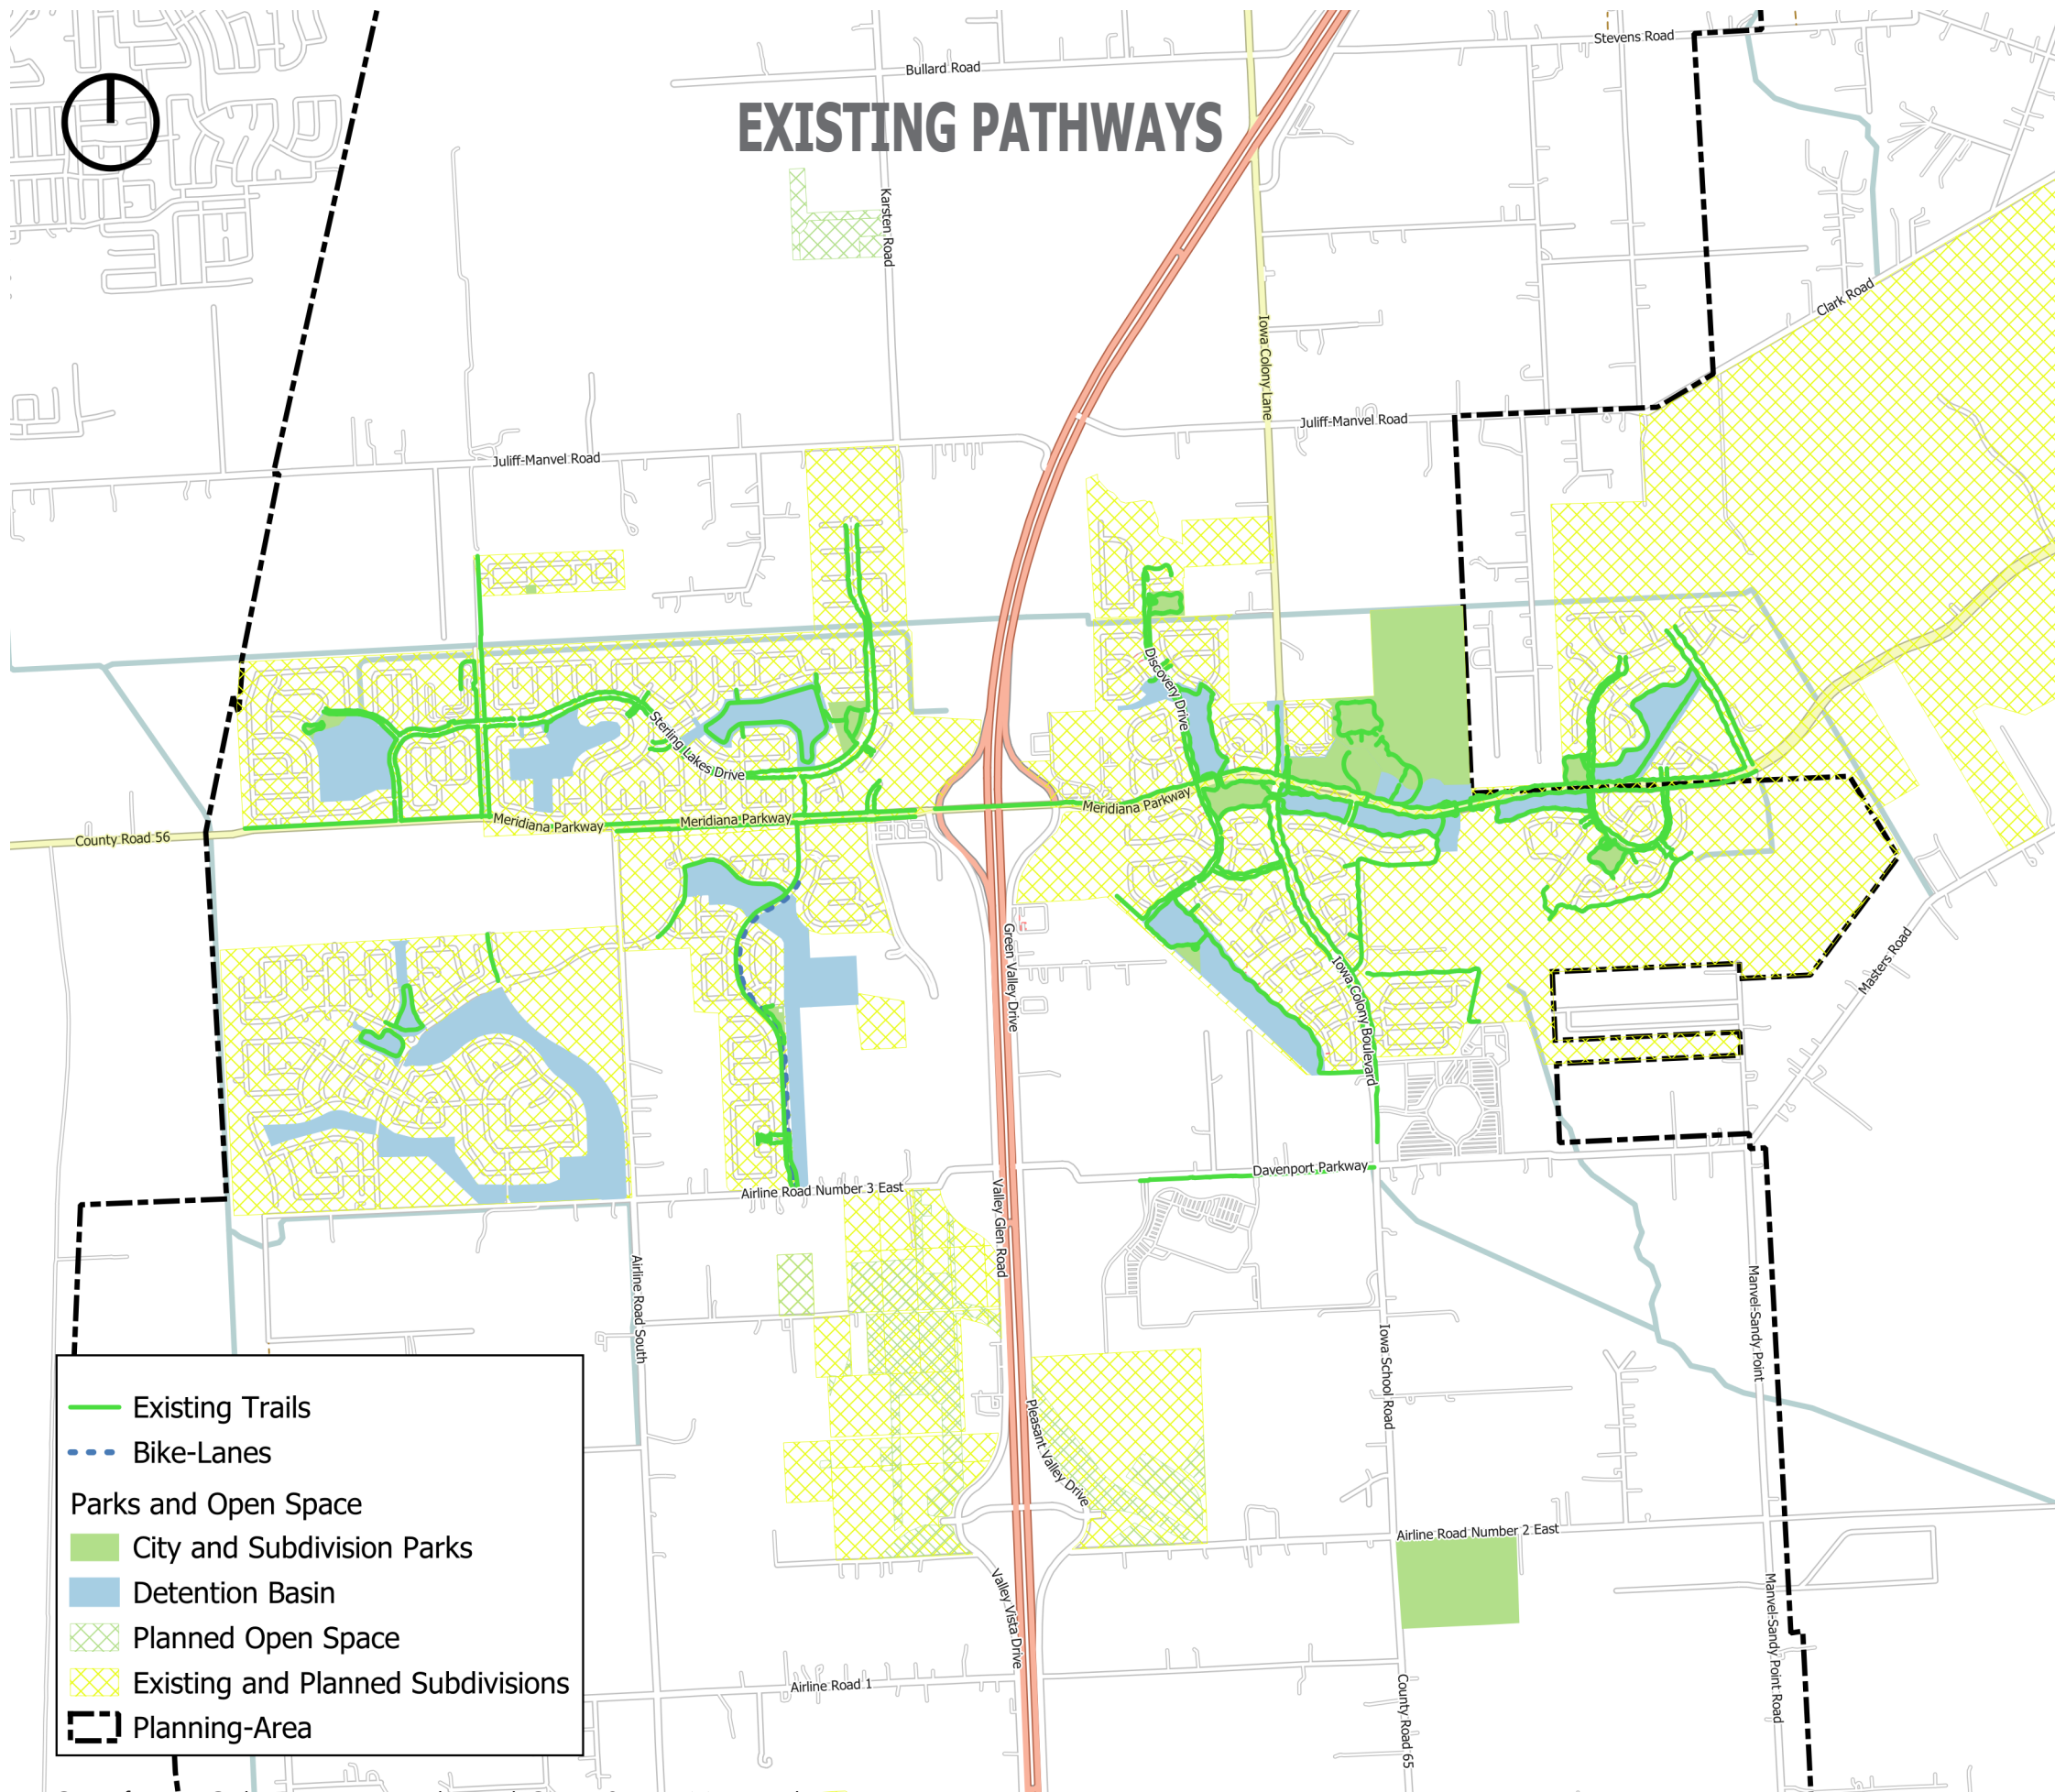 Stevens Road
Bullard Road
EXISTING PATHWAYS
Karsten Road
Clark Road
Iowa Colony Lane
Juliff-Manvel Road
Juliff-Manvel Road
Discovery Drive
Sterling Lakes Drive
Meridiana Parkway
Meridiana Parkway
Meridiana Parkway
County Road 56
Green Valley Drive
Masters Road
Iowa Colony Boulevard
Davenport Parkway
Airline Road Number 3 East
Valley Glen Road
Airline Road South
Manvel-Sandy Point
Iowa School Road
Pleasant Valley Drive
Airline Road Number 2 East
Valley Vista Drive
Manvel-Sandy Point Road
Airline Road 1
County Road 65
Existing Trails
Bike-Lanes
Parks and Open Space
City and Subdivision Parks
Detention Basin
Planned Open Space
Existing and Planned Subdivisions
Planning-Area